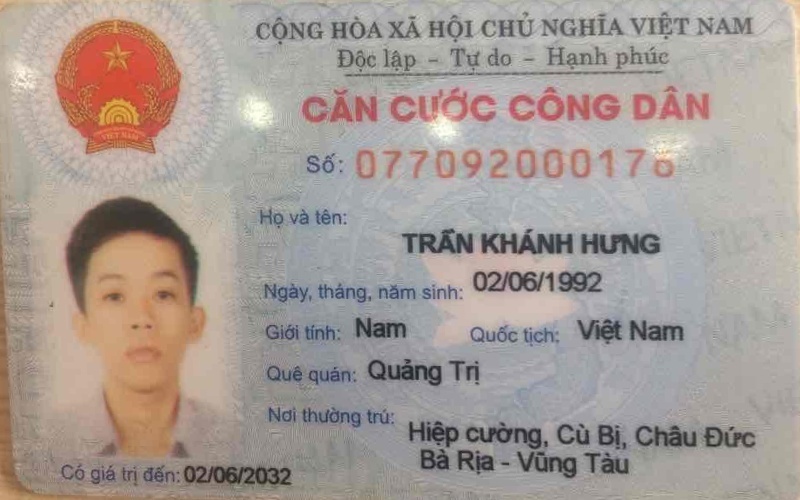 CỘNG HÒA XÃ HỘI CHỦ NGHĨA VIỆT NAM
Độc lập - Tự do - Hạnh phúc
CĂN CƯỚC CÔNG DÂN
Số: 077092000176
Họ và tên:
TRẦN KHÁNH HƯNG
Ngày, tháng, năm sinh: 02/06/1992
Giới tính: Nam Quốc tịch: Việt Nam
Quê quán: Quảng Trị
Nơi thường trú: Hiệp cường, Cù Bị, Châu Đức
Bà Rịa - Vũng Tàu
Có giá trị đến: 02/06/2032
VIỆT NAM